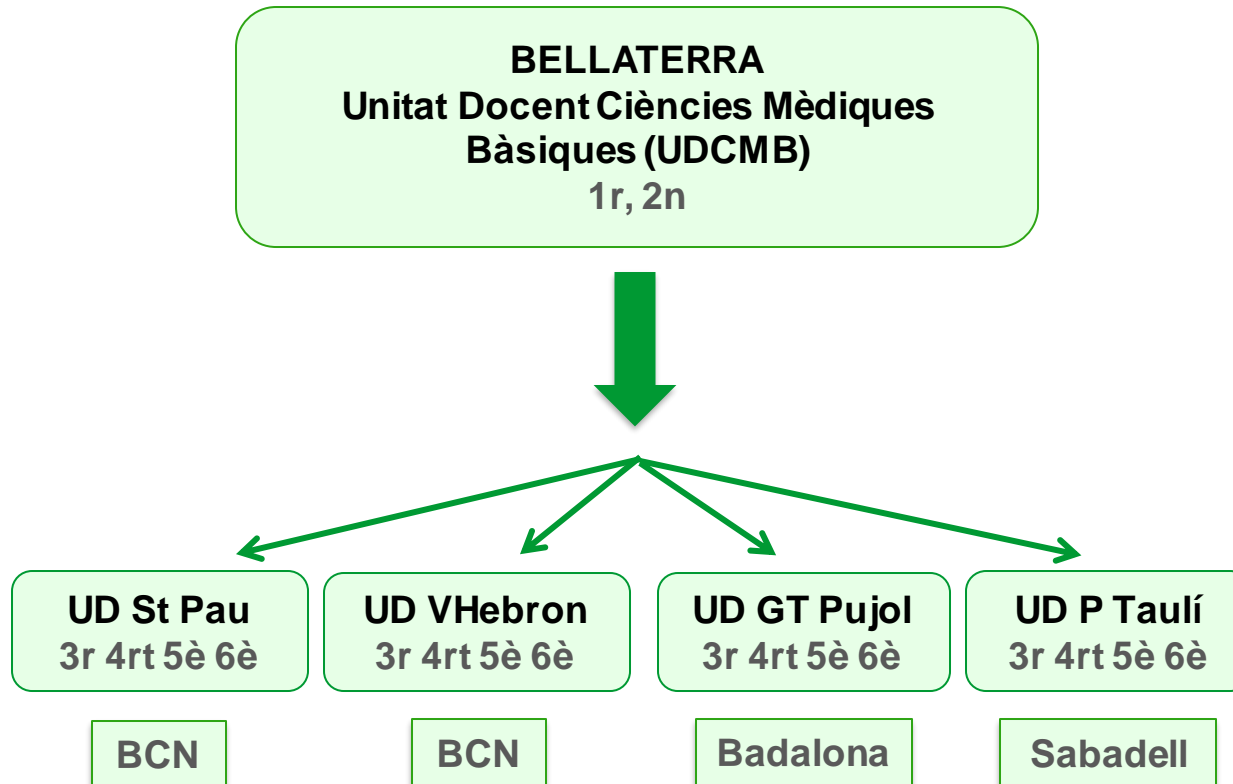 BELLATERRA
Unitat Docent Ciències Mèdiques
Bàsiques (UDCMB)
1r, 2n
UD St Pau
3r 4rt 5è 6è
UD VHebron
3r 4rt 5è 6è
UD GT Pujol
3r 4rt 5è 6è
UD P Taulí
3r 4rt 5è 6è
BCN
BCN
Badalona
Sabadell